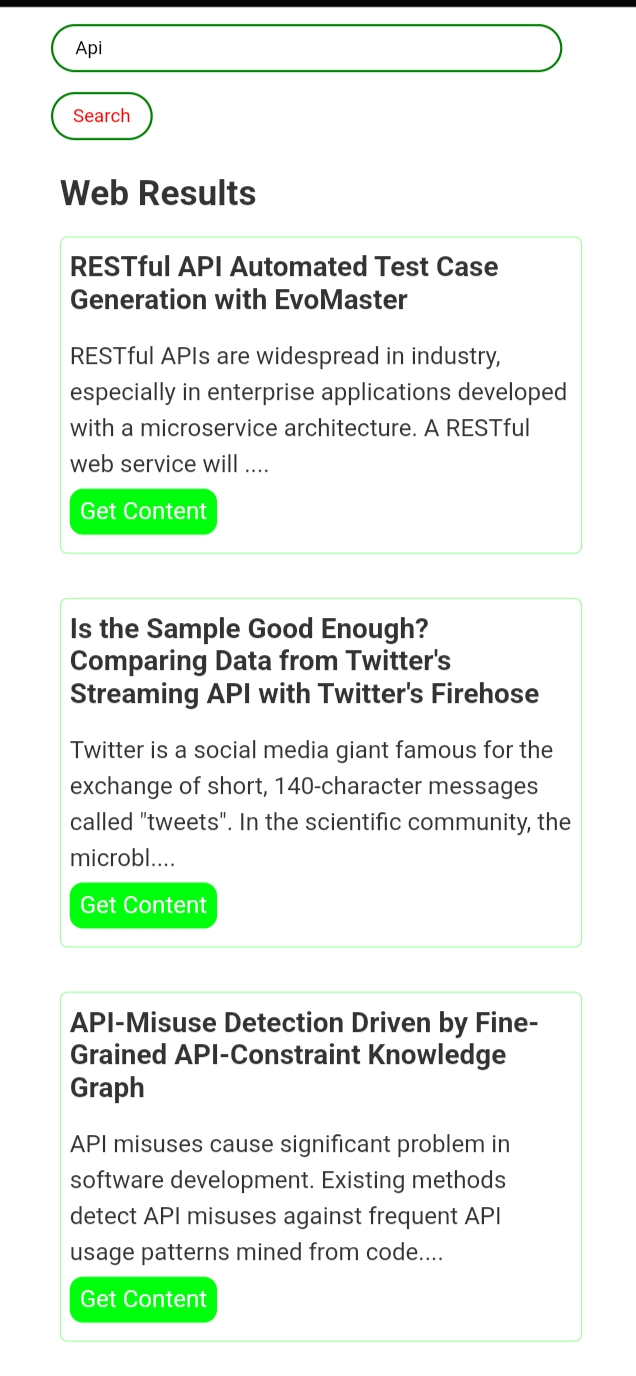 Api
Search
Web Results
RESTful API Automated Test Case
Generation with EvoMaster
RESTful APIs are widespread in industry,
especially in enterprise applications developed
with a microservice architecture. A RESTful
web service will ....
Get Content
Is the Sample Good Enough?
Comparing Data from Twitter's
Streaming API with Twitter's Firehose
Twitter is a social media giant famous for the
exchange of short, 140-character messages
called "tweets". In the scientific community, the
microbl....
Get Content
API-Misuse Detection Driven by Fine-
Grained API-Constraint Knowledge
Graph
API misuses cause significant problem in
software development. Existing methods
detect API misuses against frequent API
usage patterns mined from code....
Get Content